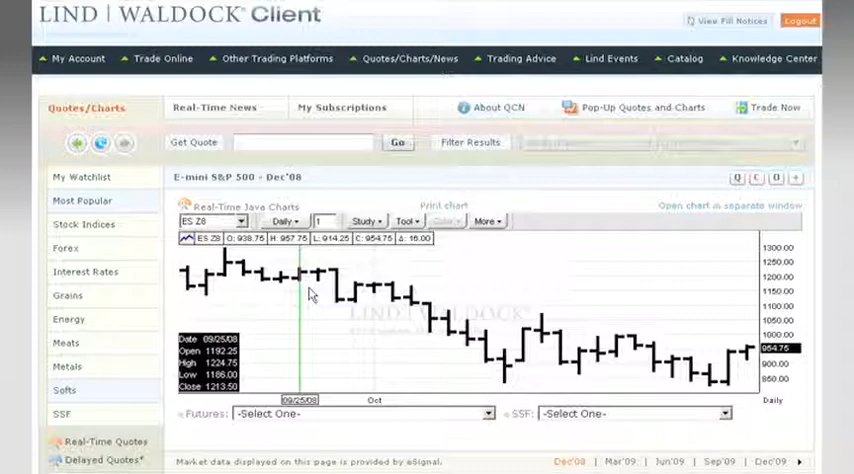 LIND | WALDOCK® Client
View Fill Notices
Logout
My Account
Trade Online
Other Trading Platforms
Quotes/Charts/News
Trading Advice
Lind Events
Catalog
Knowledge Center
Quotes/Charts
Real-Time News
My Subscriptions
About QCN
Pop-Up Quotes and Charts
Trade Now
Get Quote
Go
Filter Results
My Watchlist
E-mini S&P 500 - Dec'08
Q C O +
Most Popular
Real-Time Java Charts
Print chart
Open chart in separate window
Stock Indices
ES Z8
Daily
1
Study
Tool
More
Forex
ES Z8 O: 938.75 H: 957.75 L: 914.25 C: 954.75 Δ: 16.00
Interest Rates
Grains
Energy
Meats
Metals
Softs
SSF
Real-Time Quotes
Delayed Quotes*
1300.00
1250.00
1200.00
1150.00
1100.00
1050.00
1000.00
954.75
900.00
850.00
Daily
LIND | WALDOCK
Date 09/25/08
Open 1192.25
High 1224.75
Low 1186.00
Close 1213.50
09/25/08
Oct
Futures: -Select One-
SSF: -Select One-
Market data displayed on this page is provided by eSignal.
Dec'08 | Mar'09 | Jun'09 | Sep'09 | Dec'09